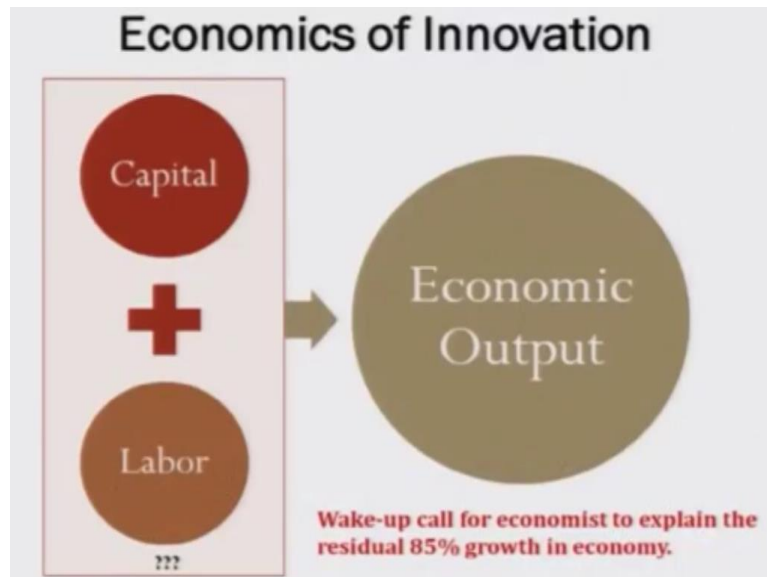 Economics of Innovation
Capital
Labor
???
Economic
Output
Wake-up call for economist to explain the
residual 85% growth in economy.